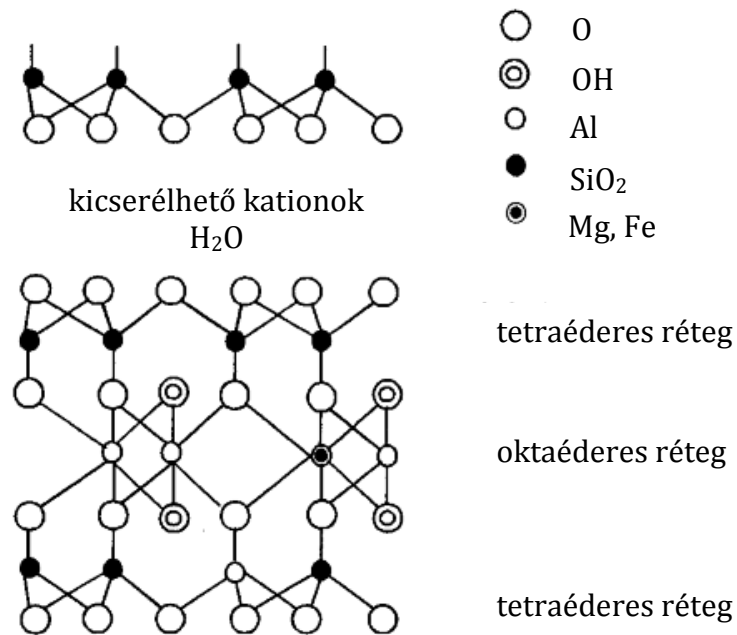 O
OH
Al
SiO₂
Mg, Fe
kicserélhető kationok
H₂O
tetraéderes réteg
oktaéderes réteg
tetraéderes réteg